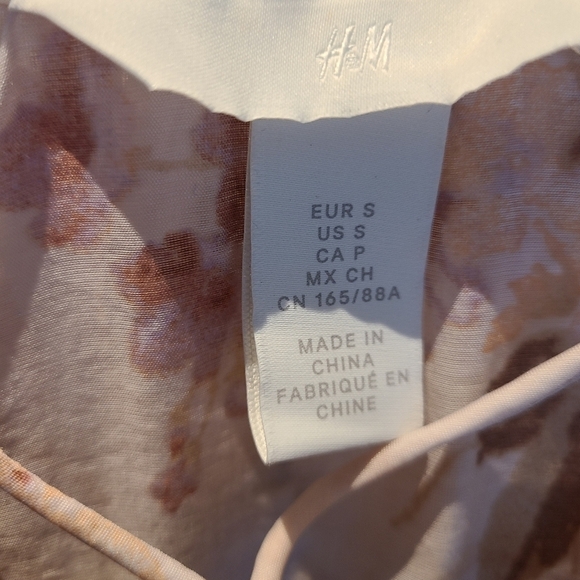 H&M
EUR S
US S
CA P
MX CH
CN 165/88A
MADE IN
CHINA
FABRIQUÉ EN
CHINE